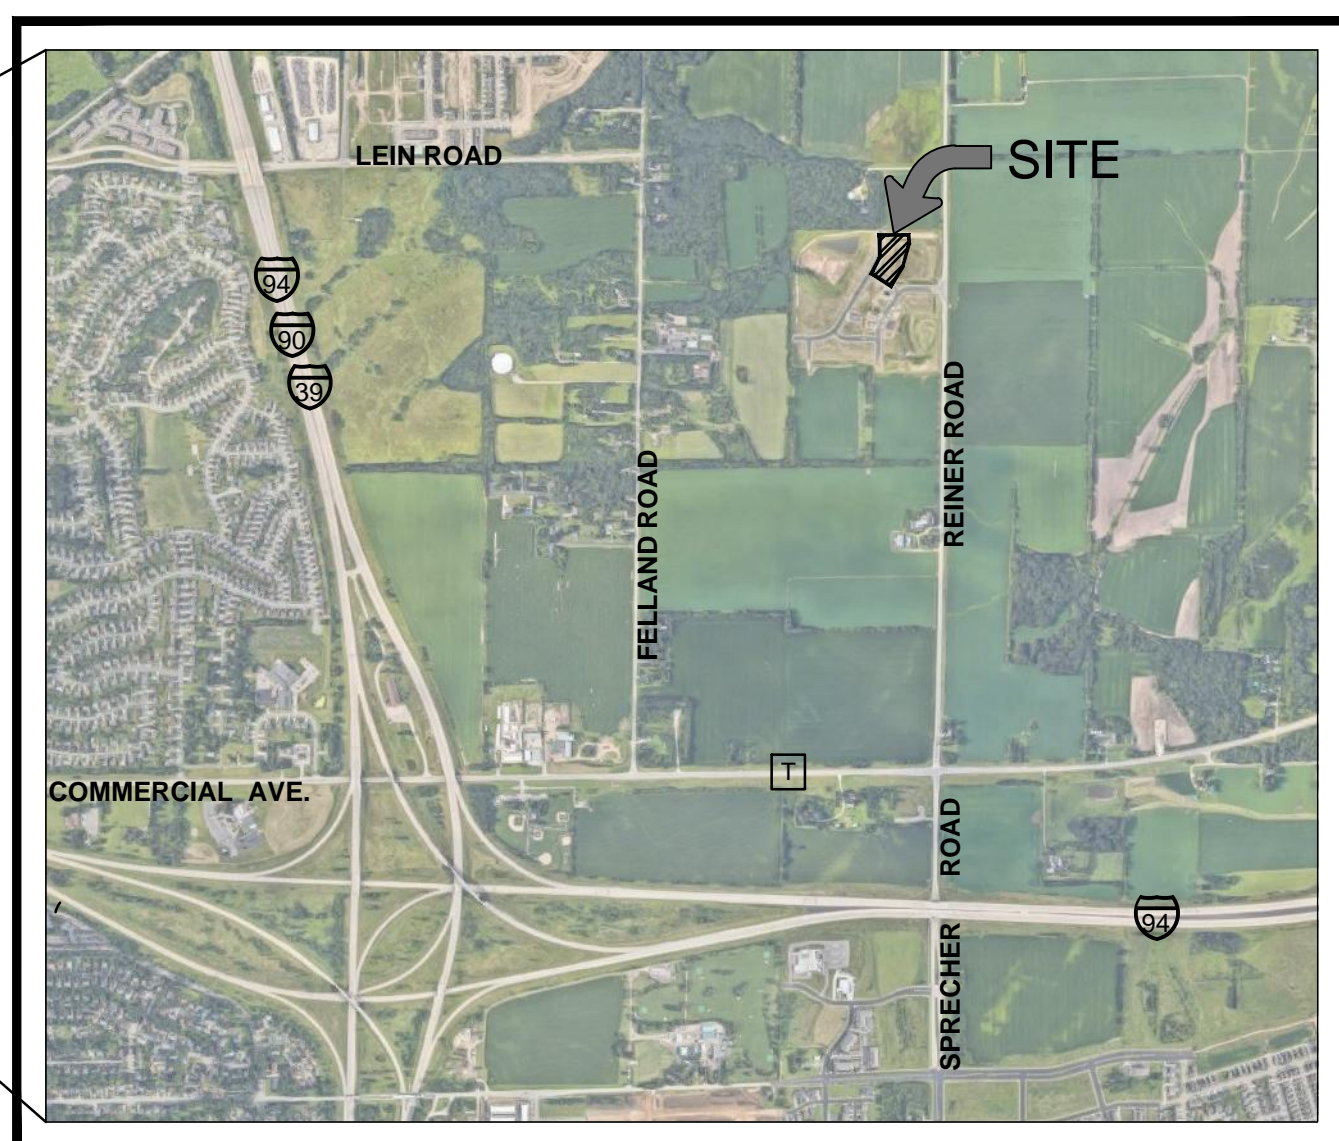 LEIN ROAD
SITE
94
90
39
REINER ROAD
FELLAND ROAD
T
COMMERCIAL AVE.
SPRECHER ROAD
94